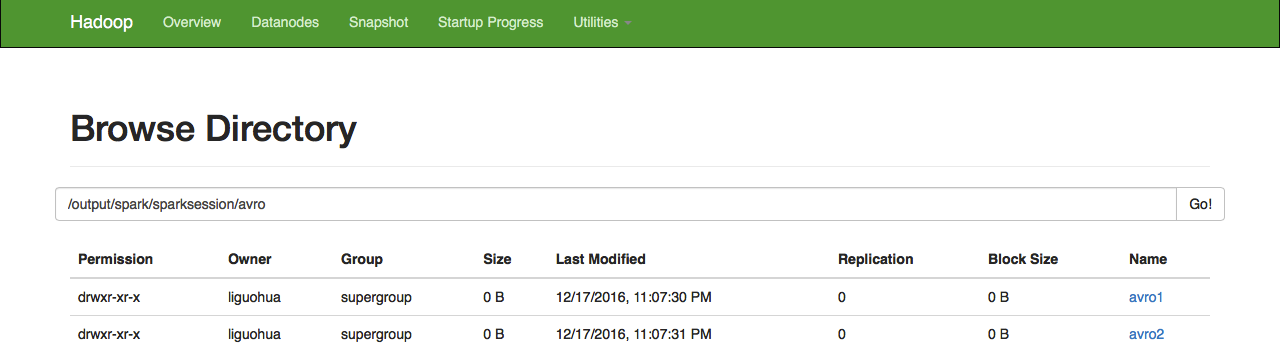 Hadoop Overview Datanodes Snapshot Startup Progress Utilities
Browse Directory
/output/spark/sparksession/avro Go!
Permission Owner Group Size Last Modified Replication Block Size Name
drwxr-xr-x liguohua supergroup 0 B 12/17/2016, 11:07:30 PM 0 0 B avro1
drwxr-xr-x liguohua supergroup 0 B 12/17/2016, 11:07:31 PM 0 0 B avro2